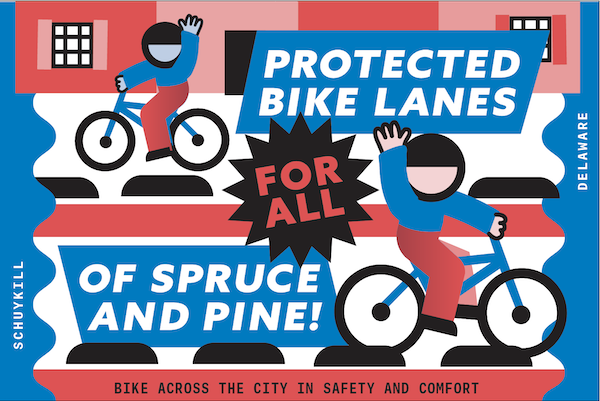 PROTECTED
BIKE LANES
FOR
ALL
OF SPRUCE
AND PINE!
SCHUYKILL
DELAWARE
BIKE ACROSS THE CITY IN SAFETY AND COMFORT